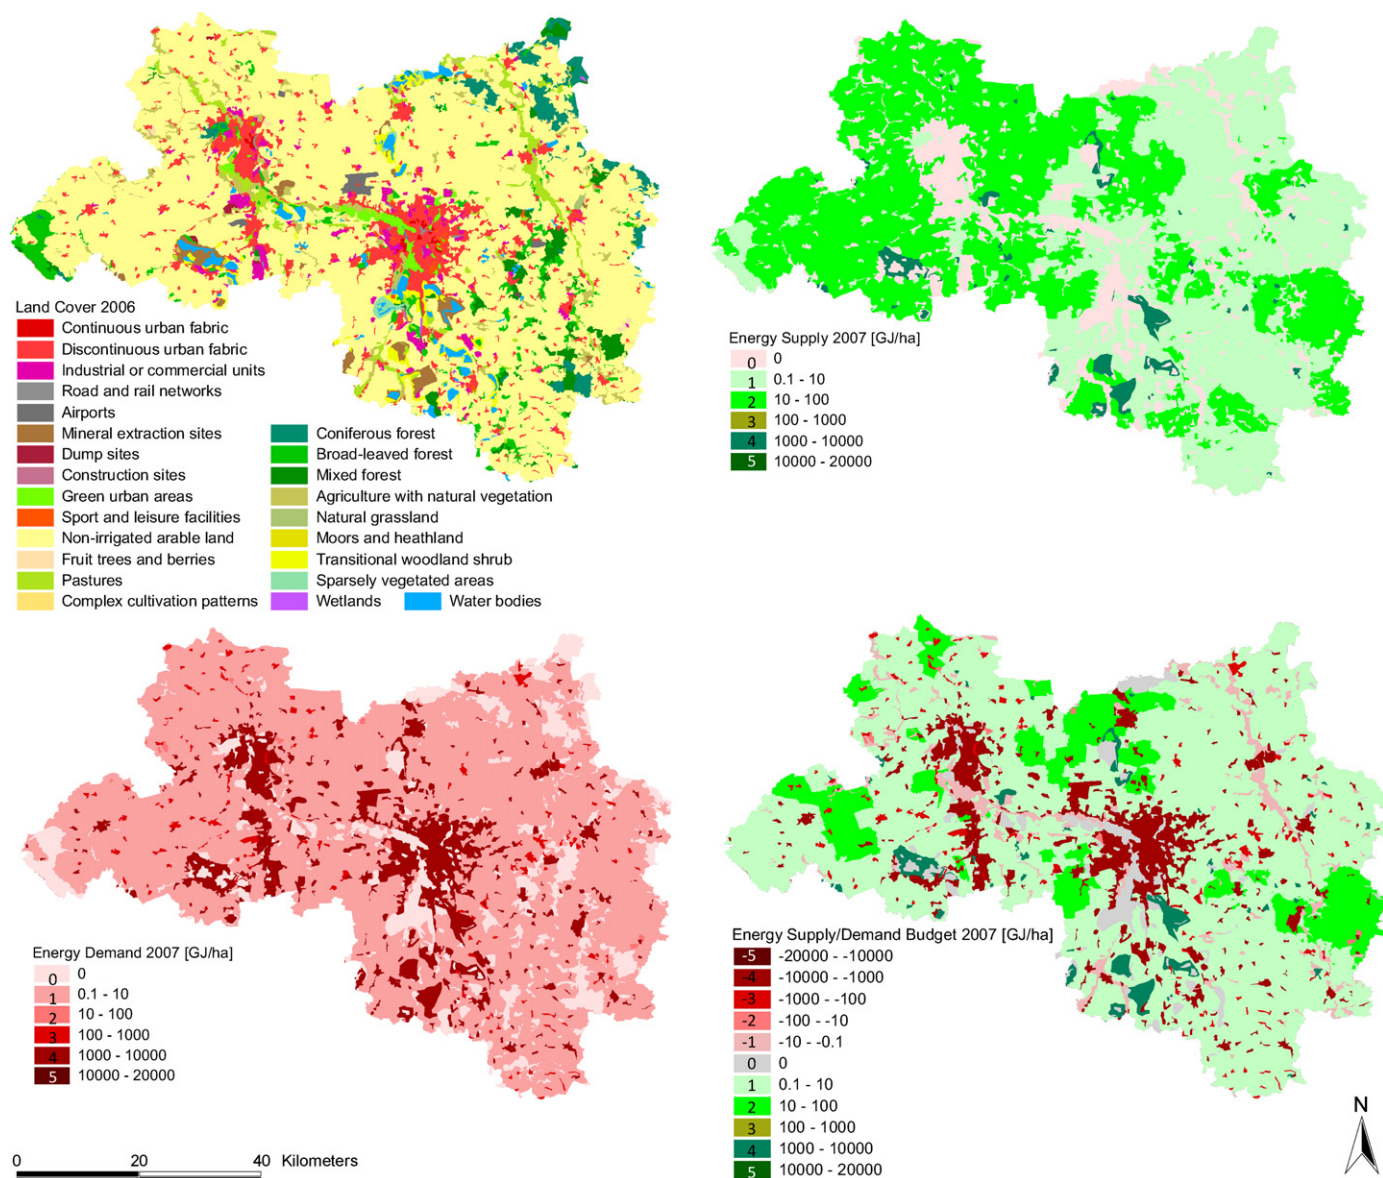 Land Cover 2006
Continuous urban fabric
Discontinuous urban fabric
Industrial or commercial units
Road and rail networks
Airports
Mineral extraction sites
Dump sites
Construction sites
Green urban areas
Sport and leisure facilities
Non-irrigated arable land
Fruit trees and berries
Pastures
Complex cultivation patterns
Coniferous forest
Broad-leaved forest
Mixed forest
Agriculture with natural vegetation
Natural grassland
Moors and heathland
Transitional woodland shrub
Sparsely vegetated areas
Wetlands Water bodies
Energy Supply 2007 [GJ/ha]
0 0
1 0.1 - 10
2 10 - 100
3 100 - 1000
4 1000 - 10000
5 10000 - 20000
Energy Demand 2007 [GJ/ha]
0 0
1 0.1 - 10
2 10 - 100
3 100 - 1000
4 1000 - 10000
5 10000 - 20000
0 20 40 Kilometers
Energy Supply/Demand Budget 2007 [GJ/ha]
-5 -20000 - -10000
-4 -10000 - -1000
-3 -1000 - -100
-2 -100 - -10
-1 -10 - -0.1
0 0
1 0.1 - 10
2 10 - 100
3 100 - 1000
4 1000 - 10000
5 10000 - 20000
N